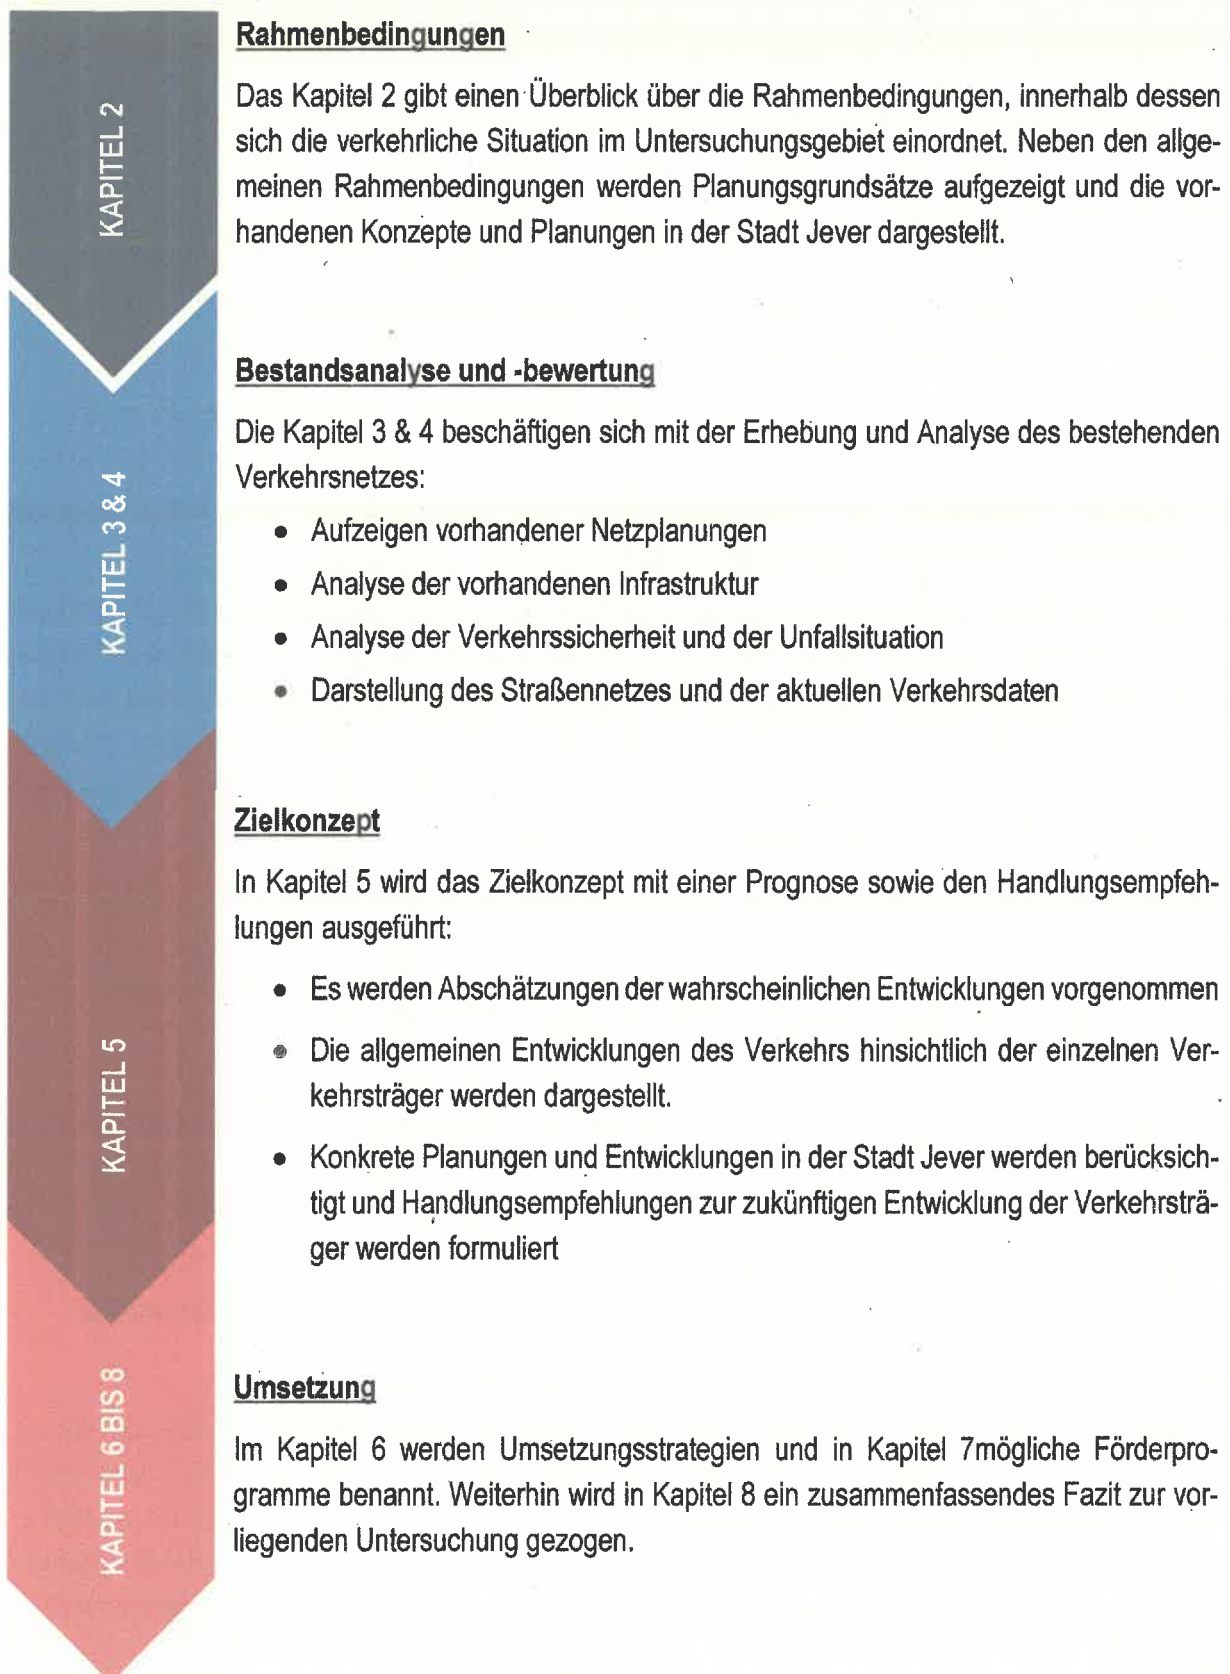 KAPITEL 2
Rahmenbedingungen
Das Kapitel 2 gibt einen Überblick über die Rahmenbedingungen, innerhalb dessen
sich die verkehrliche Situation im Untersuchungsgebiet einordnet. Neben den allge-
meinen Rahmenbedingungen werden Planungsgrundsätze aufgezeigt und die vor-
handenen Konzepte und Planungen in der Stadt Jever dargestellt.
KAPITEL 3 & 4
Bestandsanalyse und -bewertung
Die Kapitel 3 & 4 beschäftigen sich mit der Erhebung und Analyse des bestehenden
Verkehrsnetzes:
• Aufzeigen vorhandener Netzplanungen
• Analyse der vorhandenen Infrastruktur
• Analyse der Verkehrssicherheit und der Unfallsituation
• Darstellung des Straßennetzes und der aktuellen Verkehrsdaten
KAPITEL 5
Zielkonzept
In Kapitel 5 wird das Zielkonzept mit einer Prognose sowie den Handlungsempfeh-
lungen ausgeführt:
• Es werden Abschätzungen der wahrscheinlichen Entwicklungen vorgenommen
• Die allgemeinen Entwicklungen des Verkehrs hinsichtlich der einzelnen Ver-
kehrsträger werden dargestellt.
• Konkrete Planungen und Entwicklungen in der Stadt Jever werden berücksich-
tigt und Handlungsempfehlungen zur zukünftigen Entwicklung der Verkehrsträ-
ger werden formuliert
KAPITEL 6 BIS 8
Umsetzung
Im Kapitel 6 werden Umsetzungsstrategien und in Kapitel 7mögliche Förderpro-
gramme benannt. Weiterhin wird in Kapitel 8 ein zusammenfassendes Fazit zur vor-
liegenden Untersuchung gezogen.